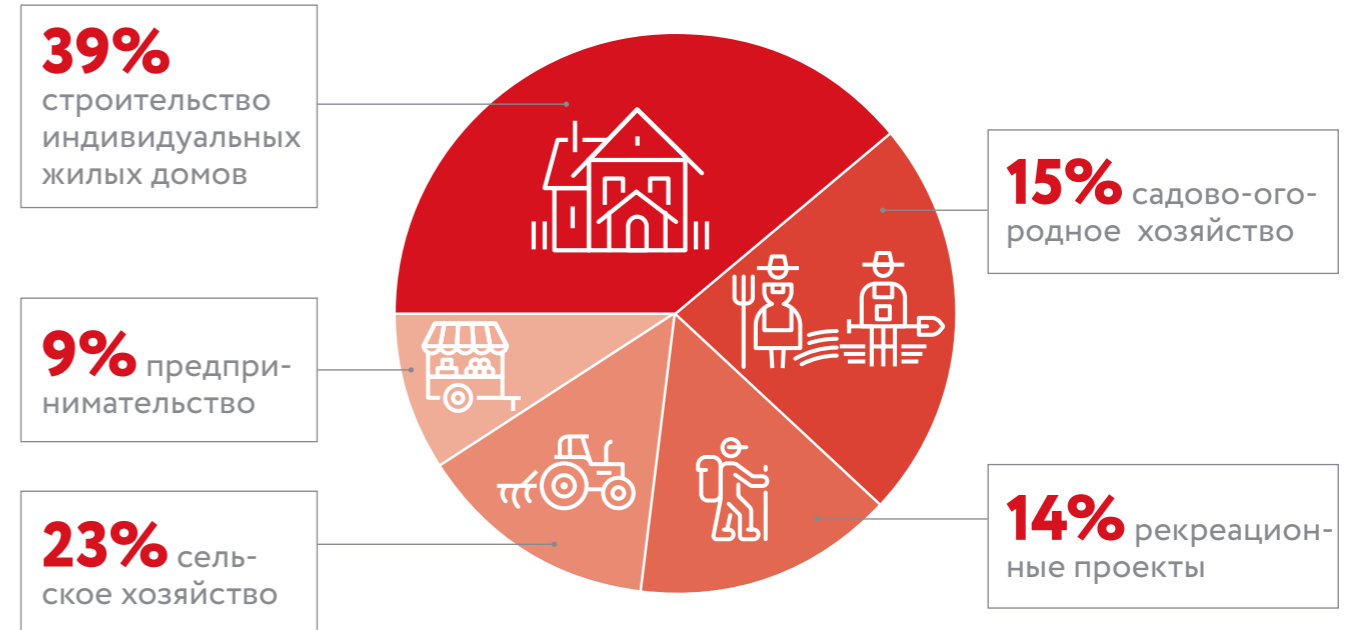 39%
строительство
индивидуальных
жилых домов
9% предпри-
нимательство
23% сель-
ское хозяйство
15% садово-ого-
родное хозяйство
14% рекреацион-
ные проекты